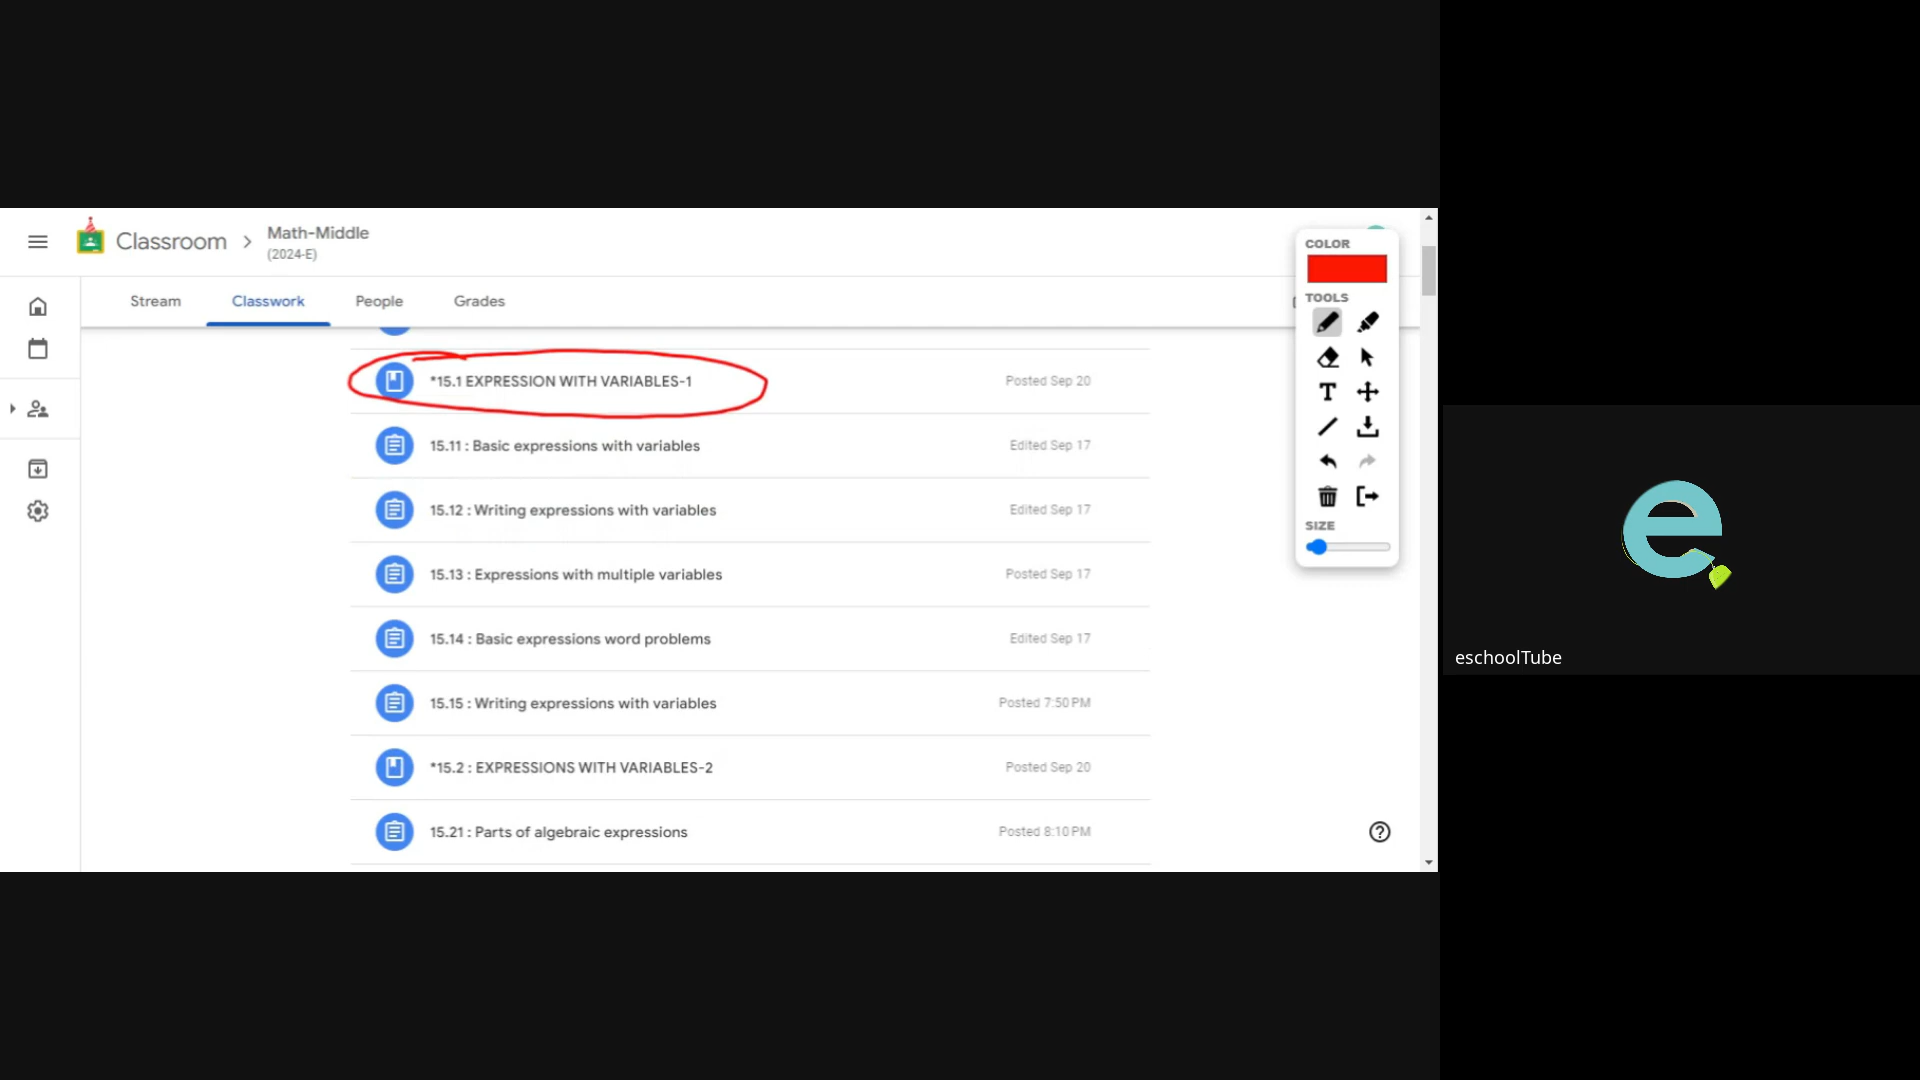 Classroom
Math-Middle
(2024-E)
COLOR
Stream
Classwork
People
Grades
TOOLS
*15.1 EXPRESSION WITH VARIABLES-1
Posted Sep 20
15.11 : Basic expressions with variables
Edited Sep 17
15.12 : Writing expressions with variables
Edited Sep 17
SIZE
15.13 : Expressions with multiple variables
Posted Sep 17
15.14 : Basic expressions word problems
Edited Sep 17
eschoolTube
15.15 : Writing expressions with variables
Posted 7:50 PM
*15.2 : EXPRESSIONS WITH VARIABLES-2
Posted Sep 20
15.21 : Parts of algebraic expressions
Posted 8:10 PM